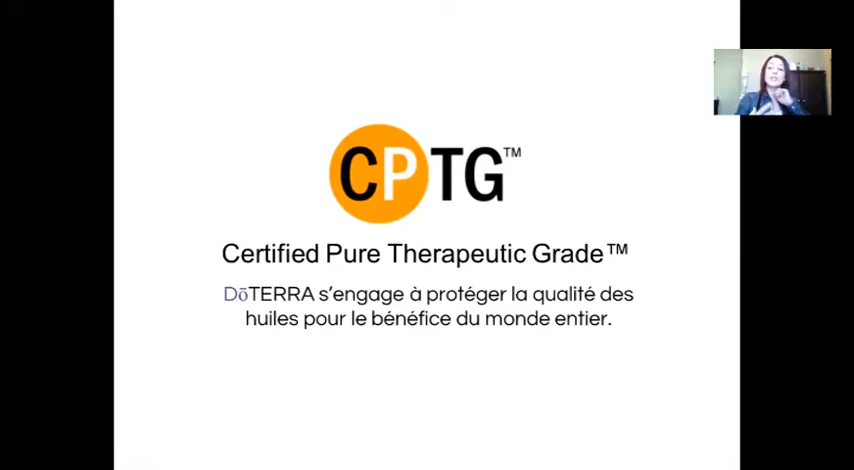 CPTG™
Certified Pure Therapeutic Grade™
DōTERRA s’engage à protéger la qualité des
huiles pour le bénéfice du monde entier.